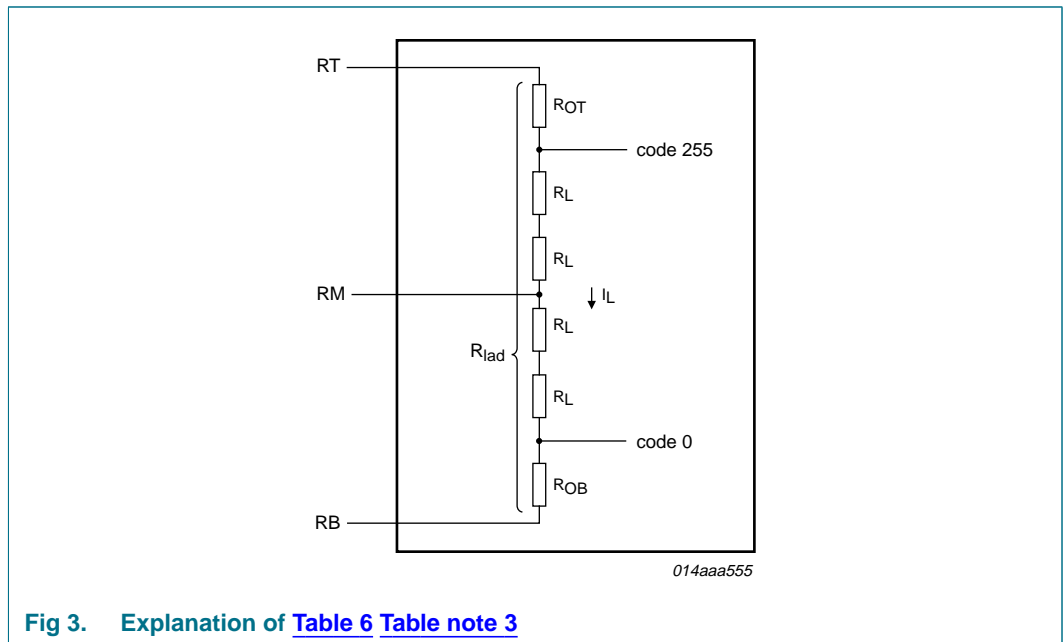 RT
ROT
code 255
RL
RL
RM
IL
RL
Rlad
RL
code 0
ROB
RB
014aaa555
Fig 3. Explanation of Table 6 Table note 3